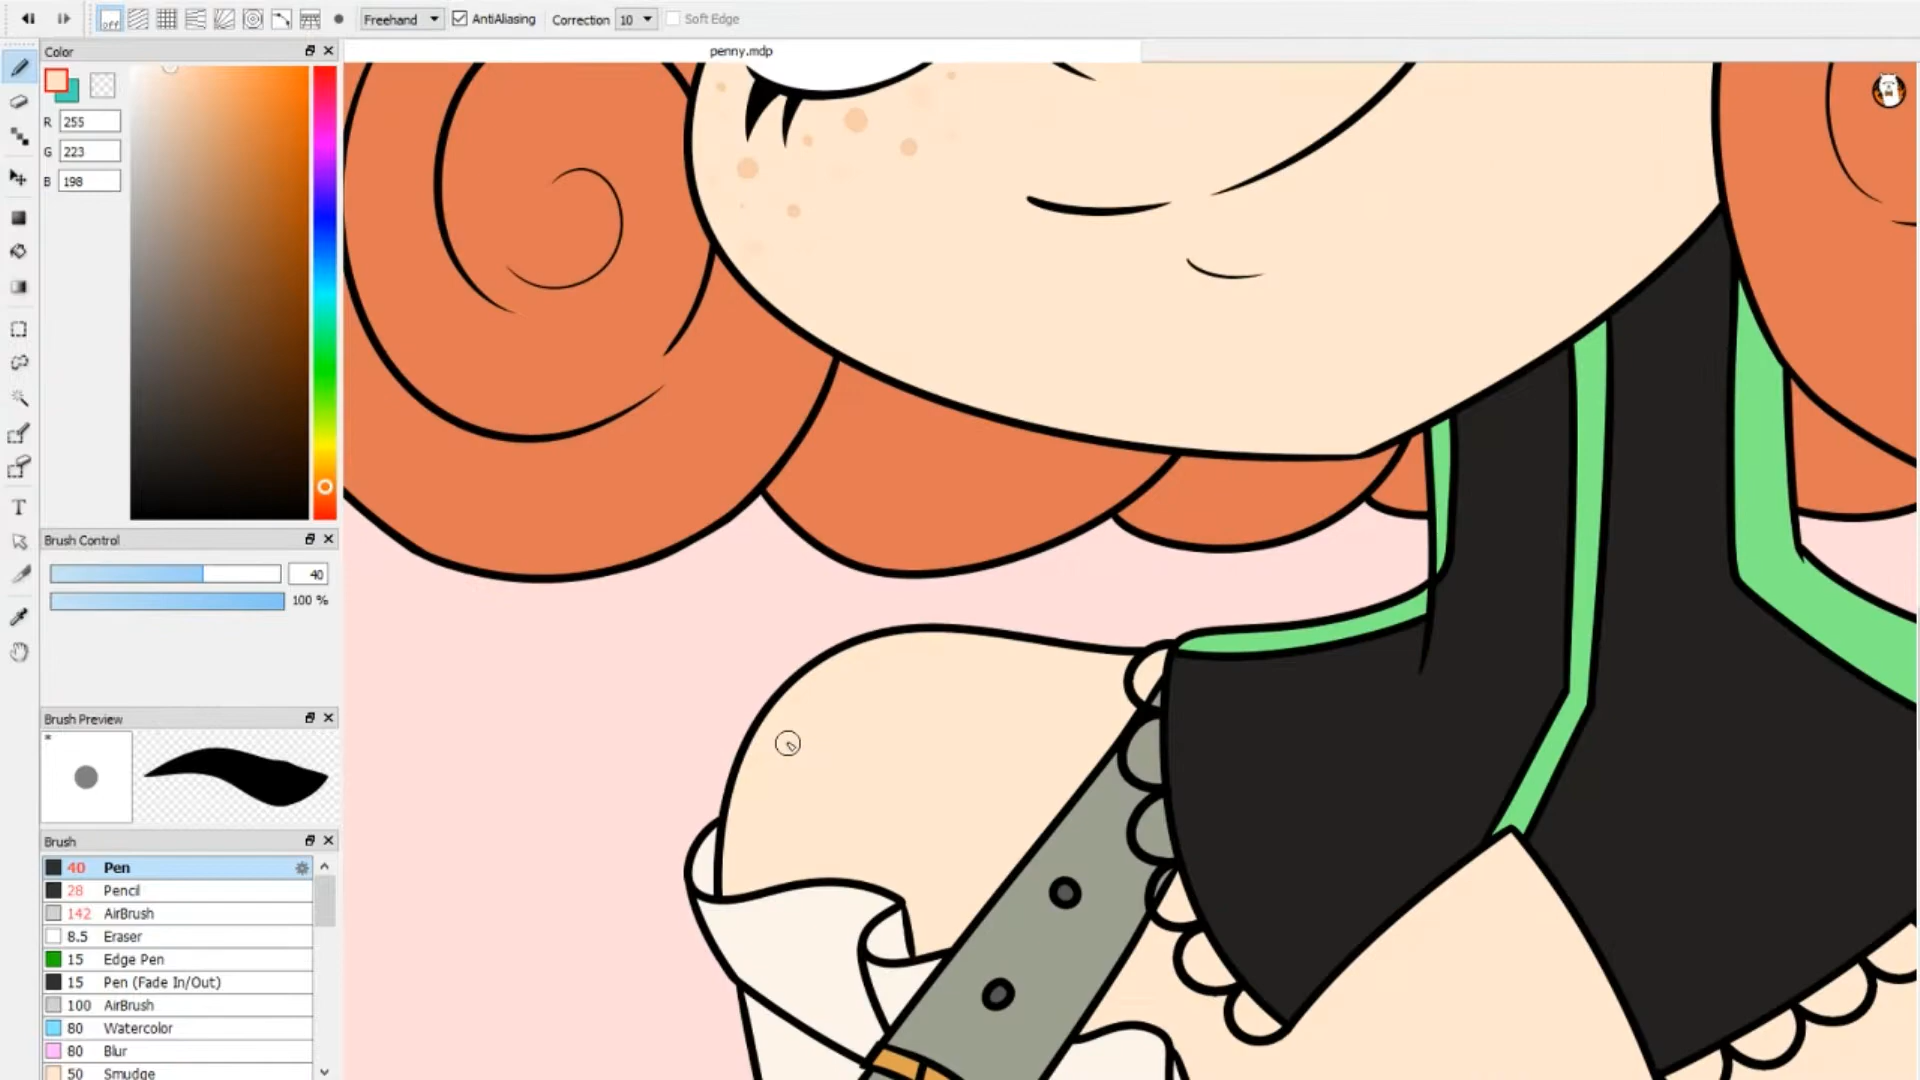 off Freehand AntiAliasing Correction 10 Soft Edge
Color
penny.mdp
R 255
G 223
B 198
T
Brush Control
40
100 %
Brush Preview
*
Brush
40 Pen
28 Pencil
142 AirBrush
8.5 Eraser
15 Edge Pen
15 Pen (Fade In/Out)
100 AirBrush
80 Watercolor
80 Blur
50 Smudge